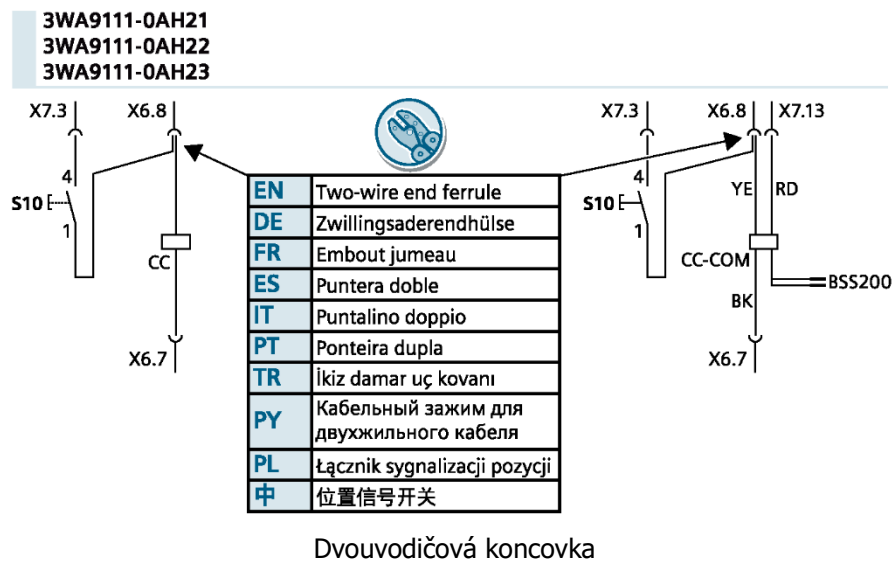 3WA9111-0AH21
3WA9111-0AH22
3WA9111-0AH23
X7.3
X6.8
4
S10
1
CC
X6.7
EN Two-wire end ferrule
DE Zwillingsaderendhülse
FR Embout jumeau
ES Puntera doble
IT Puntalino doppio
PT Ponteira dupla
TR İkiz damar uç kovanı
РУ Кабельный зажим для
двухжильного кабеля
PL Łącznik sygnalizacji pozycji
中 位置信号开关
X7.3
X6.8
X7.13
4
S10
1
YE
RD
CC-COM
BSS200
BK
X6.7
Dvouvodičová koncovka